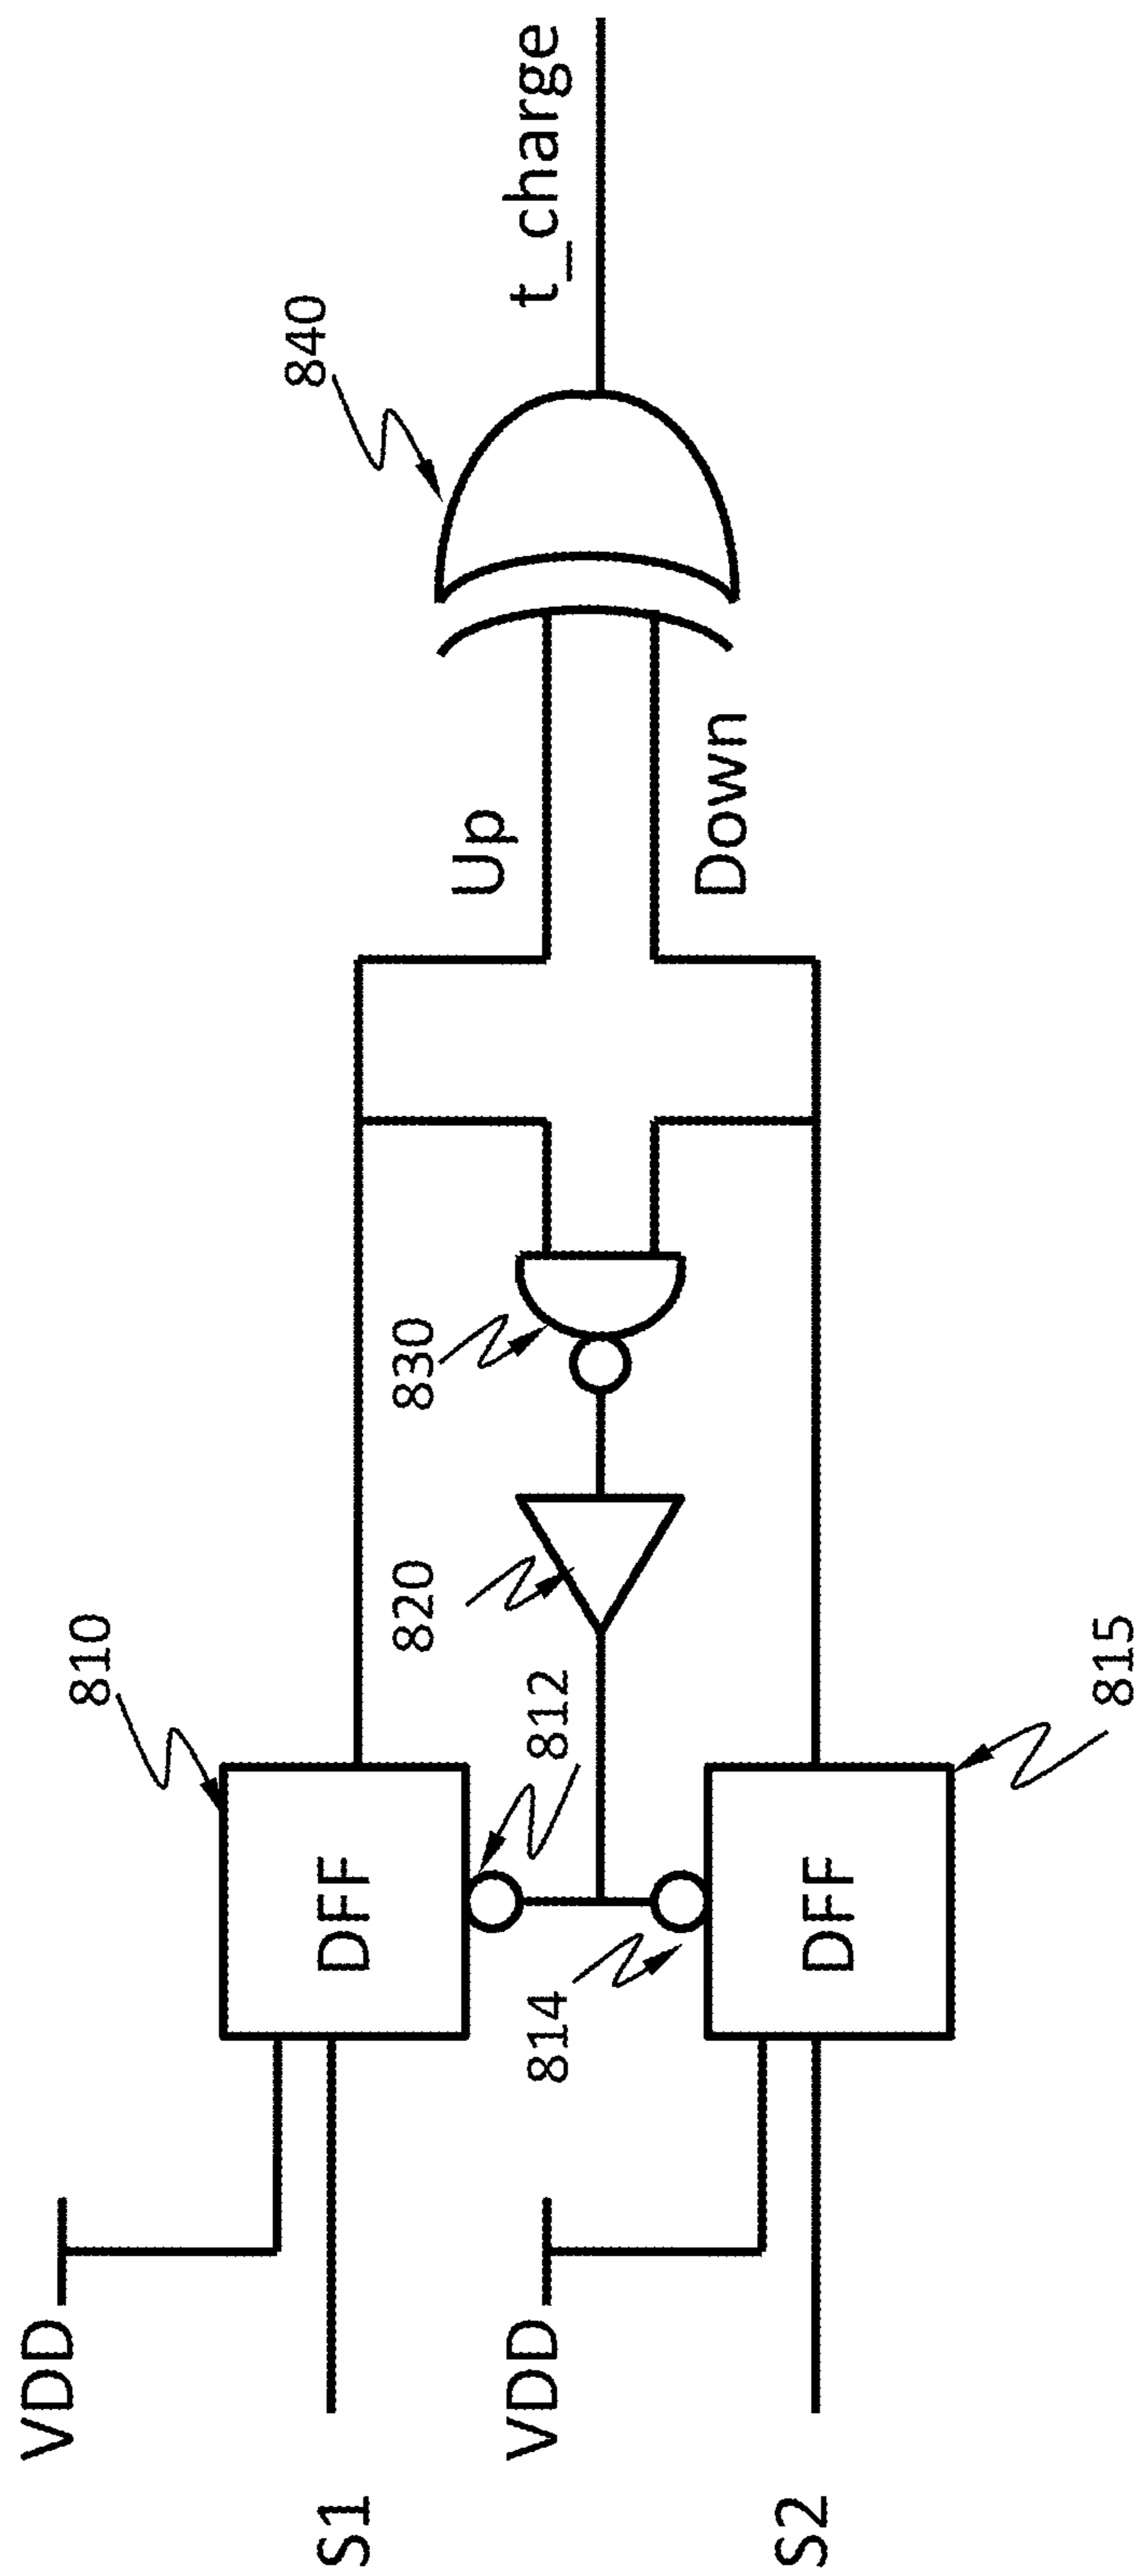 VDD
S1
810
DFF
812
820
830
Up
840
t_charge
VDD
S2
814
DFF
815
Down